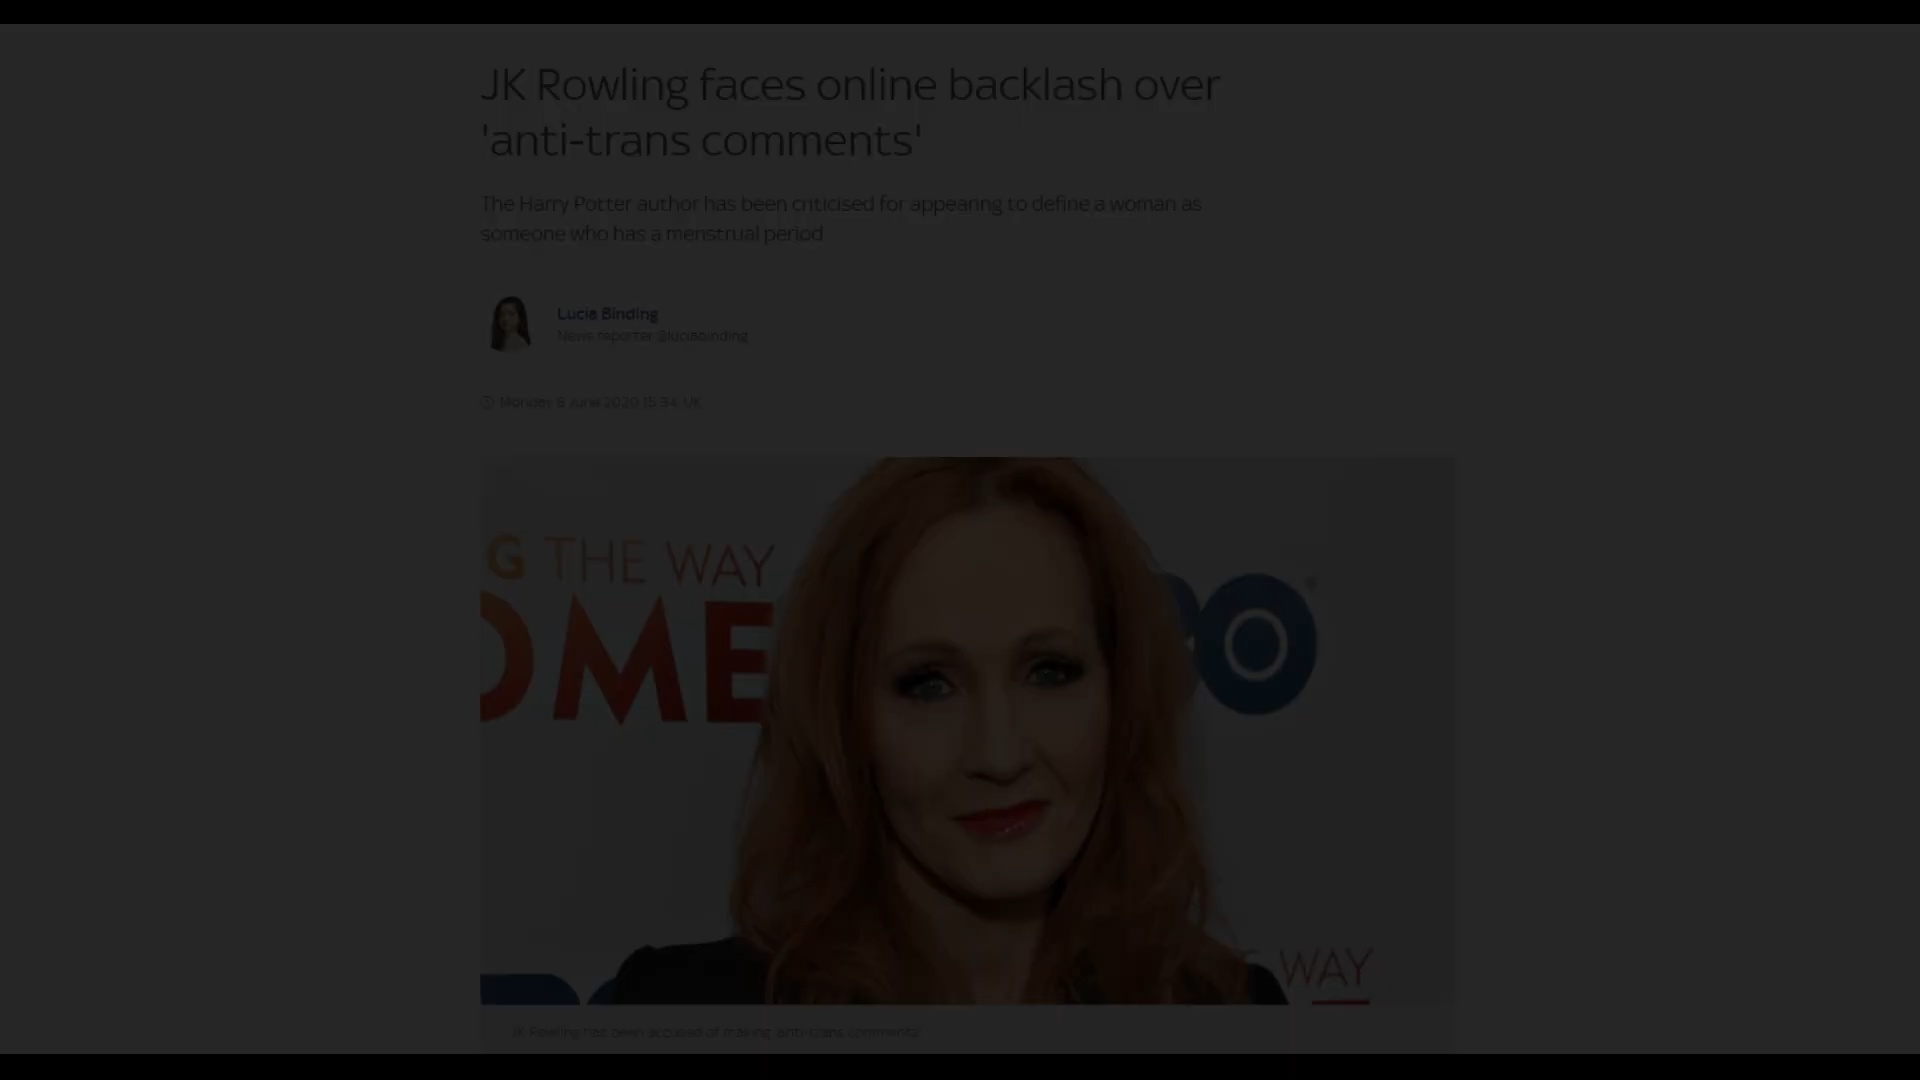 JK Rowling faces online backlash over
'anti-trans comments'
The Harry Potter author has been criticised for appearing to define a woman as
someone who has a menstrual period
Lucia Binding
News reporter @luciabinding
Monday 8 June 2020 15:34, UK
G THE WAY
OME
O
WAY
JK Rowling has been accused of making 'anti-trans comments'